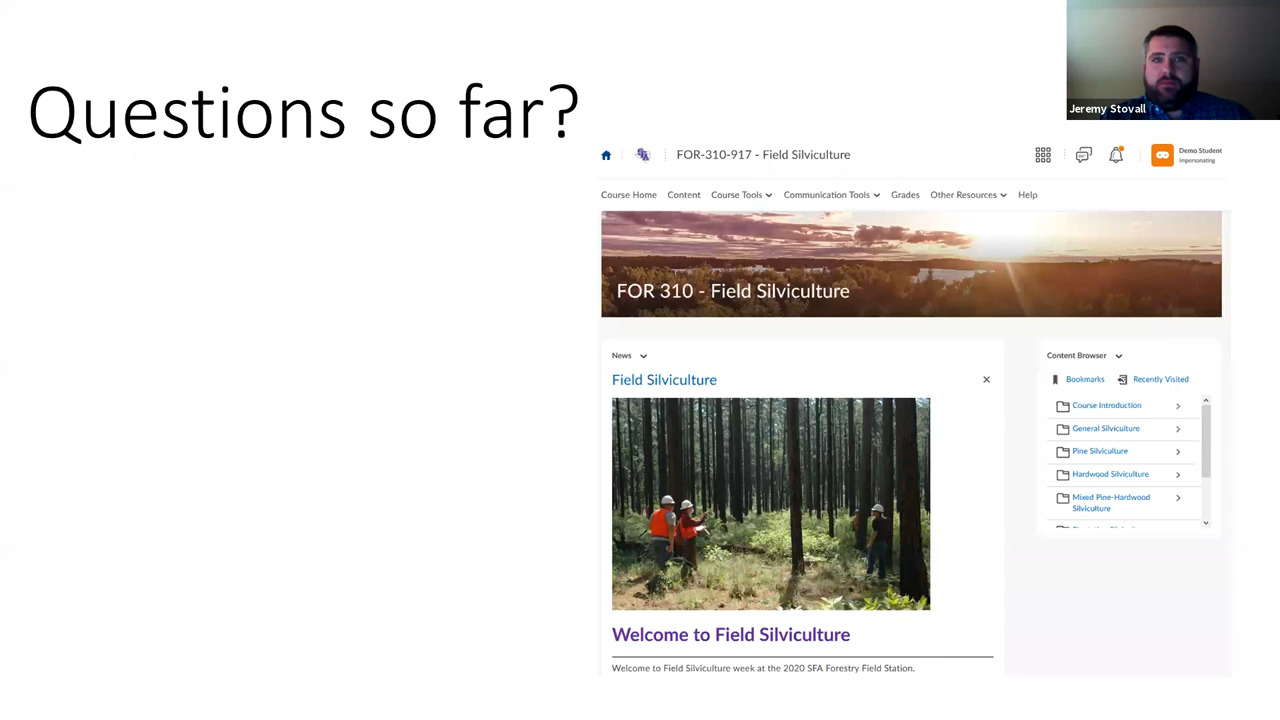 Questions so far?
Jeremy Stovall
FOR-310-917 - Field Silviculture
Demo Student
Impersonating
Course Home Content Course Tools Communication Tools Grades Other Resources Help
FOR 310 - Field Silviculture
News
Field Silviculture
Content Browser
Bookmarks Recently Visited
Course Introduction
General Silviculture
Pine Silviculture
Hardwood Silviculture
Mixed Pine-Hardwood
Silviculture
Welcome to Field Silviculture
Welcome to Field Silviculture week at the 2020 SFA Forestry Field Station.